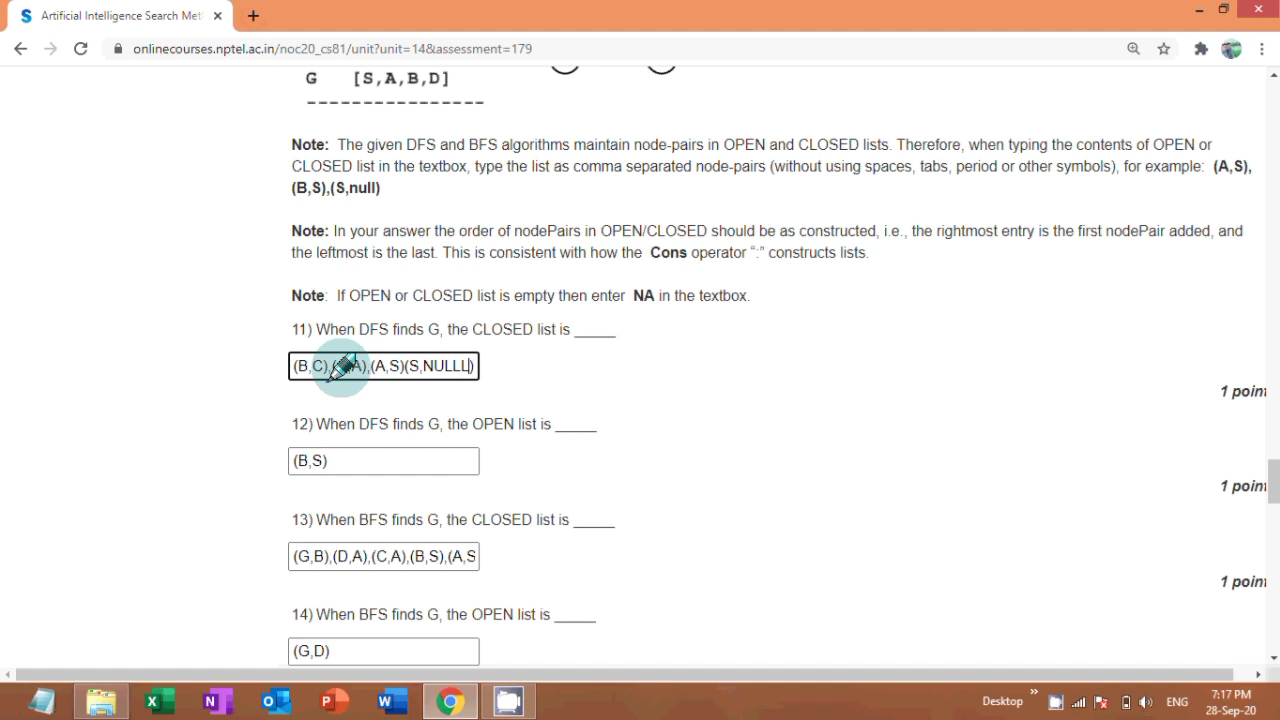 Artificial Intelligence Search Met
onlinecourses.nptel.ac.in/noc20_cs81/unit?unit=14&assessment=179
G [S,A,B,D]
----------------
Note: The given DFS and BFS algorithms maintain node-pairs in OPEN and CLOSED lists. Therefore, when typing the contents of OPEN or
CLOSED list in the textbox, type the list as comma separated node-pairs (without using spaces, tabs, period or other symbols), for example: (A,S),
(B,S),(S,null)
Note: In your answer the order of nodePairs in OPEN/CLOSED should be as constructed, i.e., the rightmost entry is the first nodePair added, and
the leftmost is the last. This is consistent with how the Cons operator “:” constructs lists.
Note: If OPEN or CLOSED list is empty then enter NA in the textbox.
11) When DFS finds G, the CLOSED list is _____
(B,C),( A),(A,S)(S,NULLL)
1 point
12) When DFS finds G, the OPEN list is _____
(B,S)
1 point
13) When BFS finds G, the CLOSED list is _____
(G,B),(D,A),(C,A),(B,S),(A,S
1 point
14) When BFS finds G, the OPEN list is _____
(G,D)
Desktop
ENG
7:17 PM
28-Sep-20